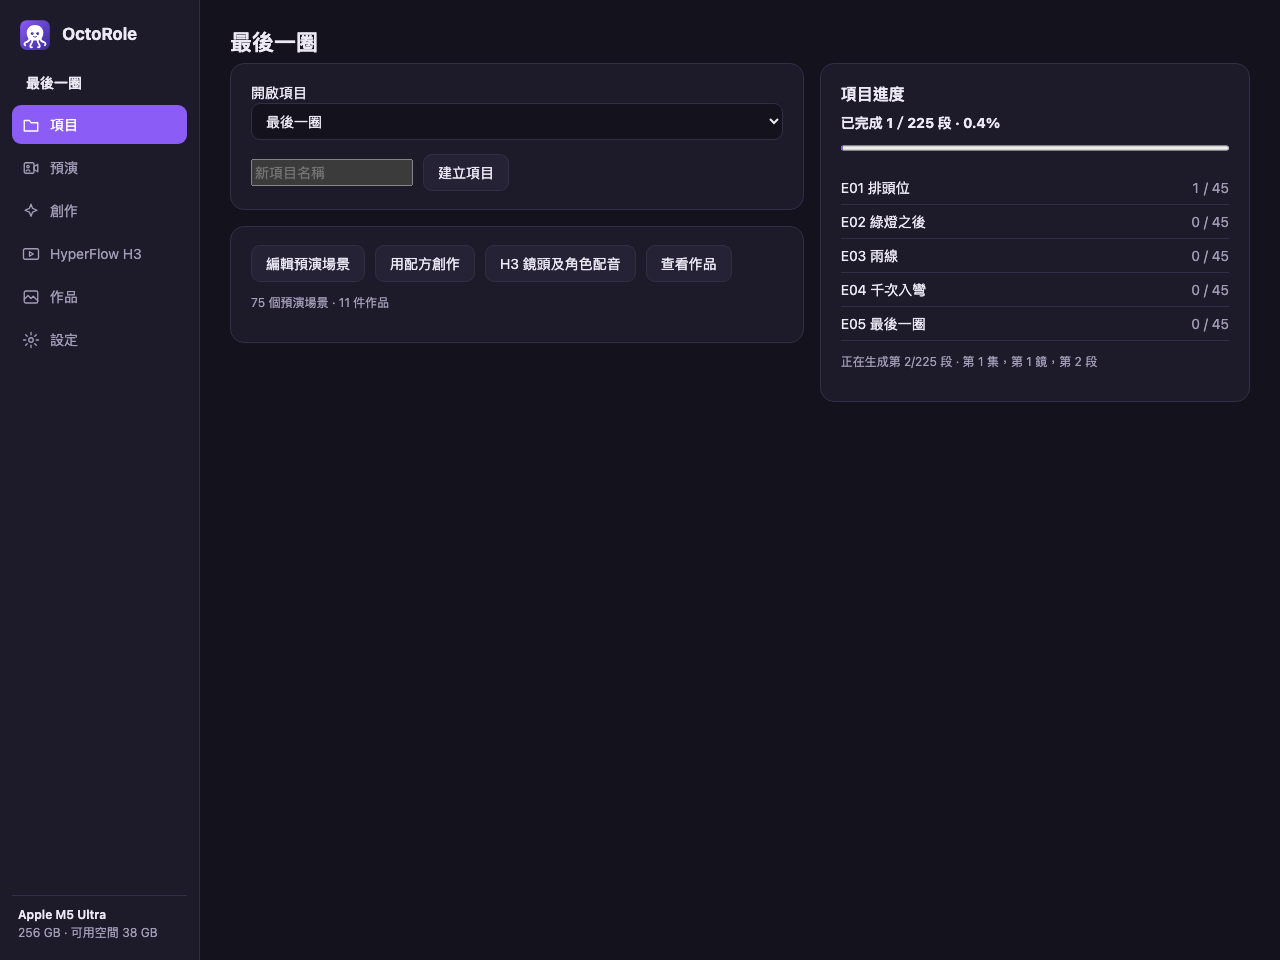 OctoRole
最後一圈
項目
預演
創作
HyperFlow H3
作品
設定
Apple M5 Ultra
256 GB · 可用空間 38 GB
最後一圈
開啟項目
最後一圈
新項目名稱
建立項目
編輯預演場景
用配方創作
H3 鏡頭及角色配音
查看作品
75 個預演場景 · 11 件作品
項目進度
已完成 1 / 225 段 · 0.4%
E01 排頭位 1 / 45
E02 綠燈之後 0 / 45
E03 雨線 0 / 45
E04 千次入彎 0 / 45
E05 最後一圈 0 / 45
正在生成第 2/225 段 · 第 1 集，第 1 鏡，第 2 段